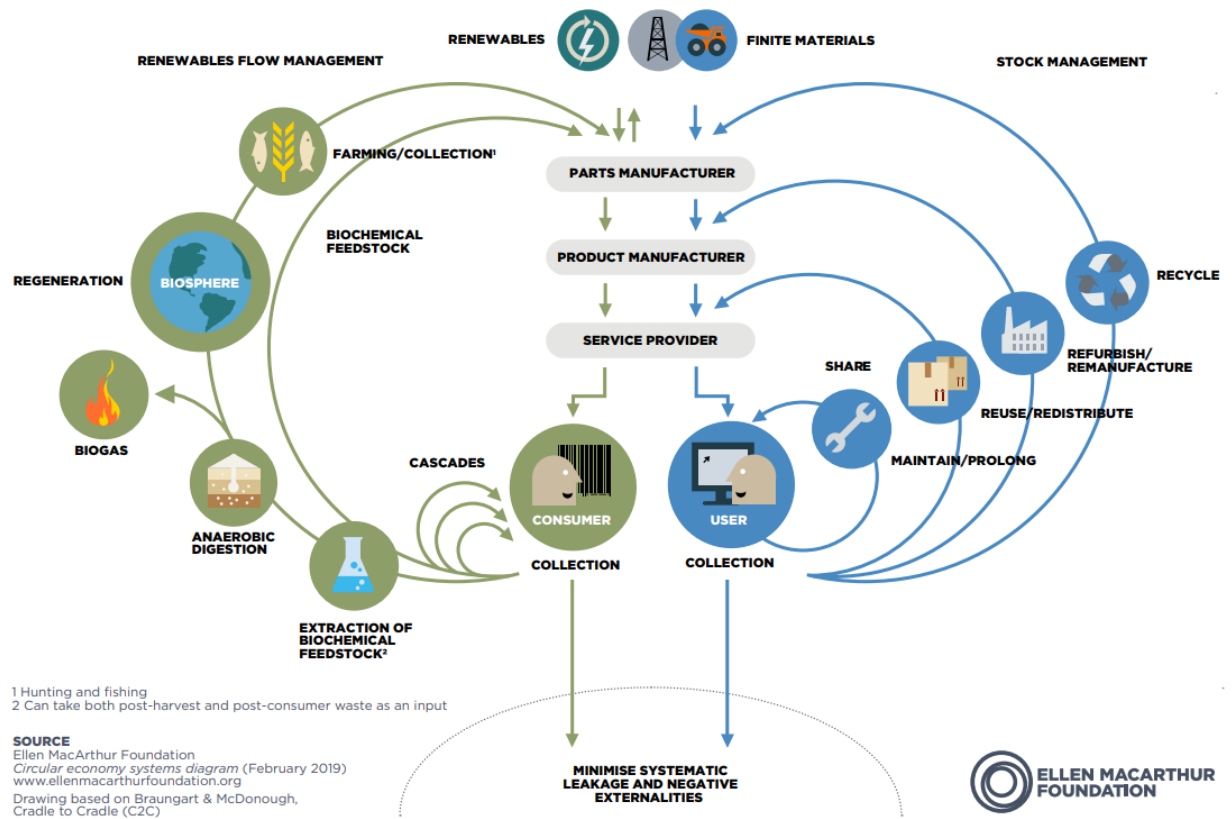 RENEWABLES
FINITE MATERIALS
RENEWABLES FLOW MANAGEMENT
STOCK MANAGEMENT
FARMING/COLLECTION¹
PARTS MANUFACTURER
BIOCHEMICAL
FEEDSTOCK
PRODUCT MANUFACTURER
REGENERATION
BIOSPHERE
RECYCLE
SERVICE PROVIDER
SHARE
REFURBISH/
REMANUFACTURE
REUSE/REDISTRIBUTE
BIOGAS
CASCADES
MAINTAIN/PROLONG
CONSUMER
USER
ANAEROBIC
DIGESTION
COLLECTION
COLLECTION
EXTRACTION OF
BIOCHEMICAL
FEEDSTOCK²
1 Hunting and fishing
2 Can take both post-harvest and post-consumer waste as an input
SOURCE
Ellen MacArthur Foundation
Circular economy systems diagram (February 2019)
www.ellenmacarthurfoundation.org
Drawing based on Braungart & McDonough,
Cradle to Cradle (C2C)
MINIMISE SYSTEMATIC
LEAKAGE AND NEGATIVE
EXTERNALITIES
ELLEN MACARTHUR
FOUNDATION